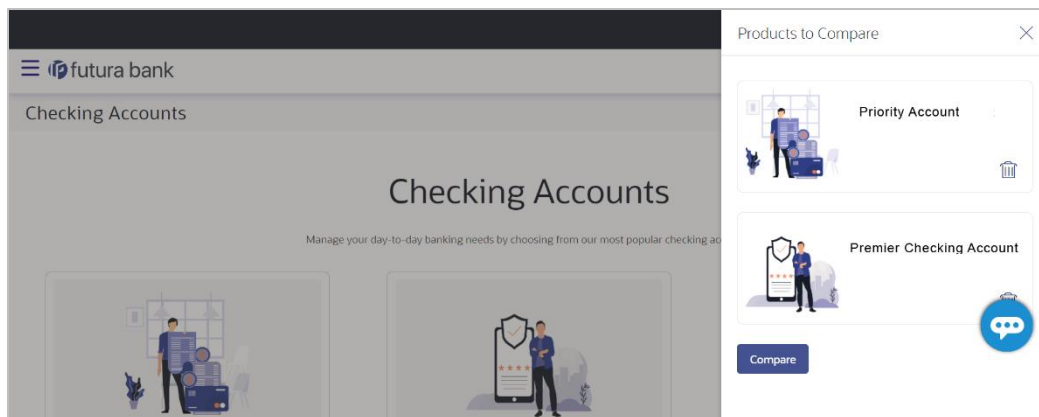 Products to Compare
futura bank
Checking Accounts
Priority Account
Checking Accounts
Manage your day-to-day banking needs by choosing from our most popular checking ac
Premier Checking Account
Compare